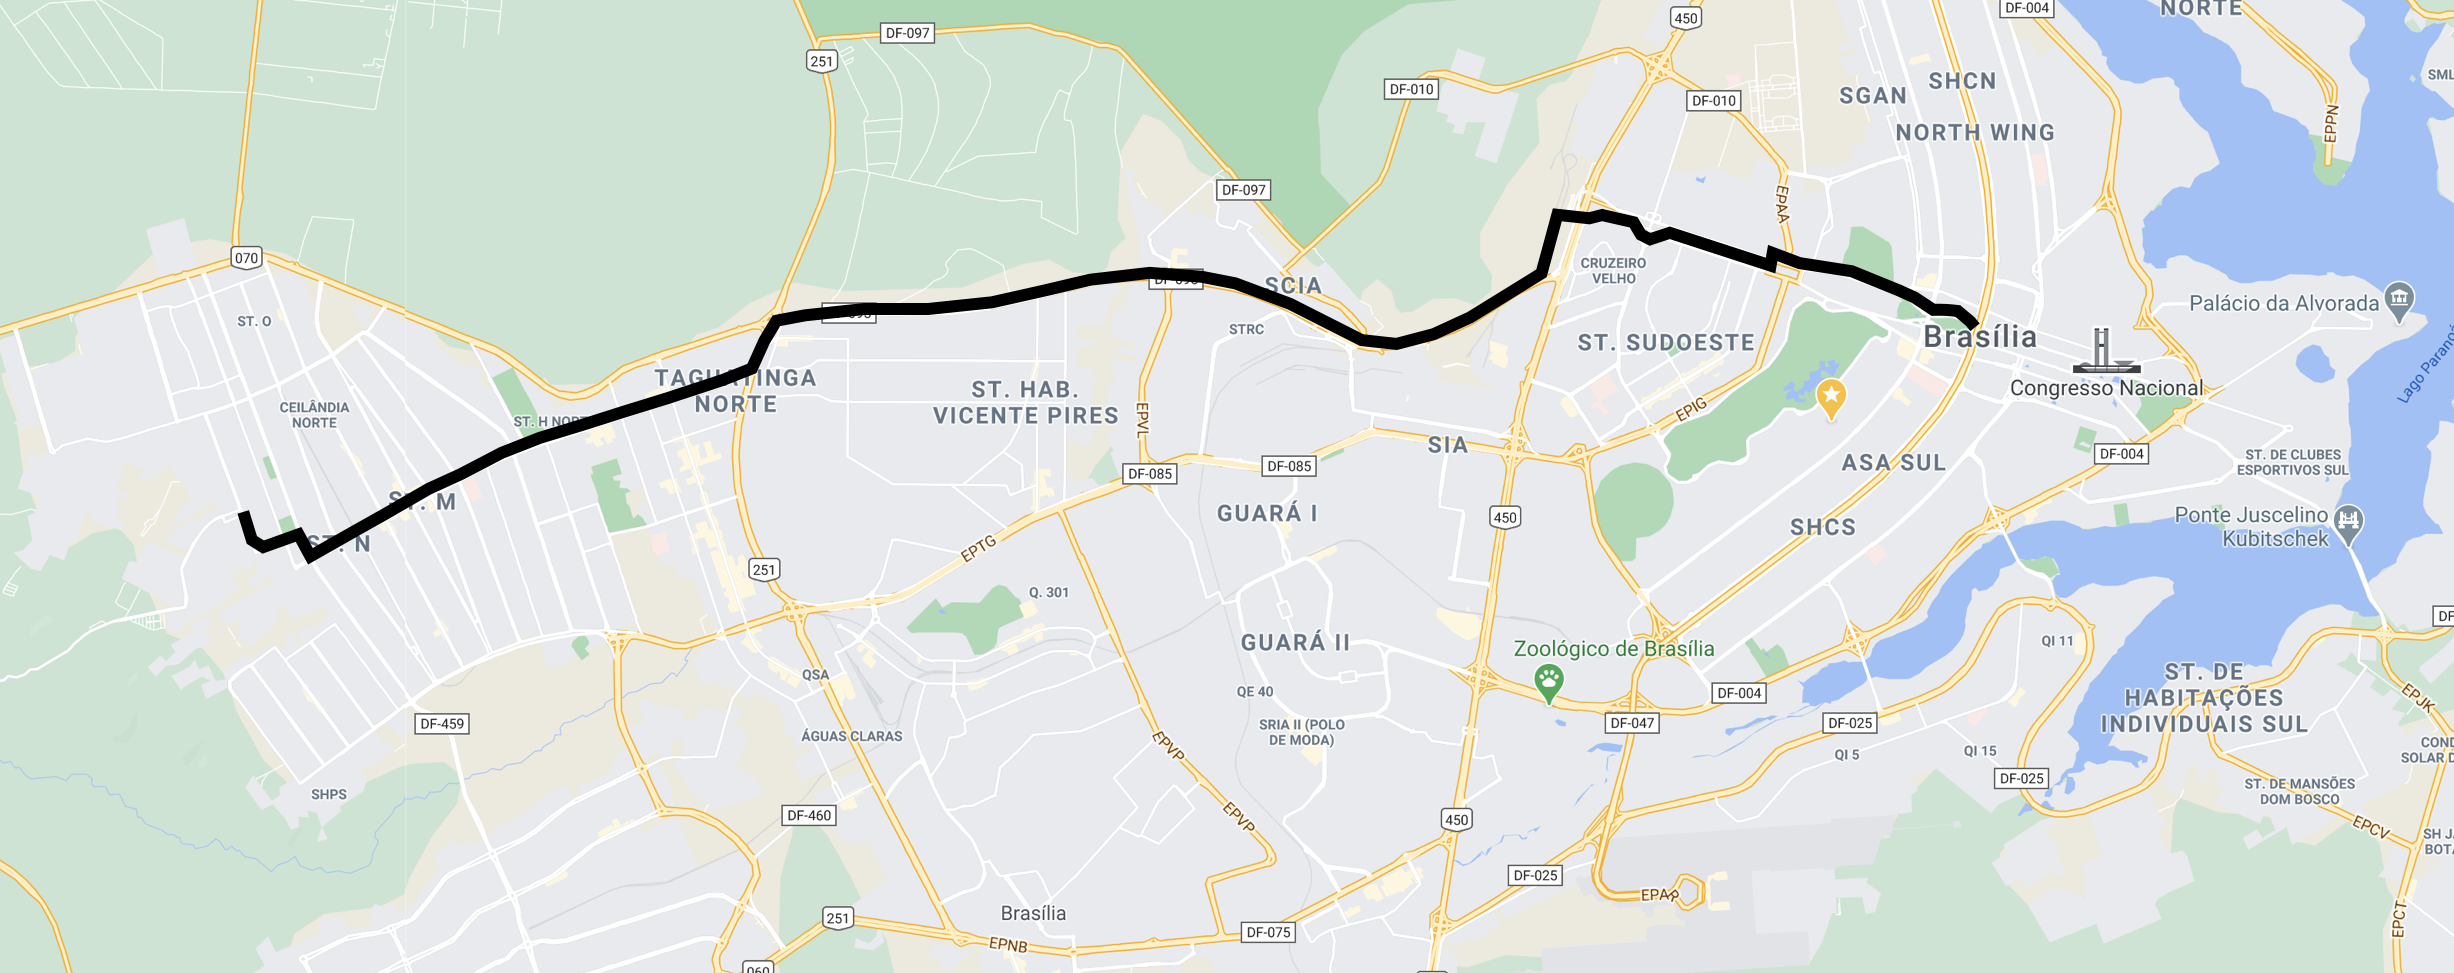 NORTE
DF-004
450
DF-097
251
SML
SHCN
SGAN
DF-010
DF-010
EPPN
NORTH WING
DF-097
EPAA
070
CRUZEIRO
VELHO
SCIA
Palácio da Alvorada
ST. O
STRC
Brasília
ST. SUDOESTE
Lago Parano
TAGUATINGA
NORTE
ST. HAB.
VICENTE PIRES
Congresso Nacional
CEILÂNDIA
NORTE
EPIG
ST. H NORT
EPVL
SIA
DF-004
ST. DE CLUBES
ESPORTIVOS SUL
ASA SUL
DF-085
DF-085
ST. M
GUARÁ I
450
SHCS
Ponte Juscelino
Kubitschek
ST. N
EPTG
251
Q. 301
DF
GUARÁ II
Zoológico de Brasília
QI 11
QSA
ST. DE
HABITAÇÕES
INDIVIDUAIS SUL
QE 40
DF-004
EPJK
DF-459
SRIA II (POLO
DE MODA)
DF-047
DF-025
ÁGUAS CLARAS
EPVP
QI 5
QI 15
COND
SOLAR D
DF-025
SHPS
ST. DE MANSÕES
DOM BOSCO
DF-460
EPVP
450
EPCV
SH J
BOTA
DF-025
EPAR
Brasília
251
EPCT
DF-075
EPNB
060